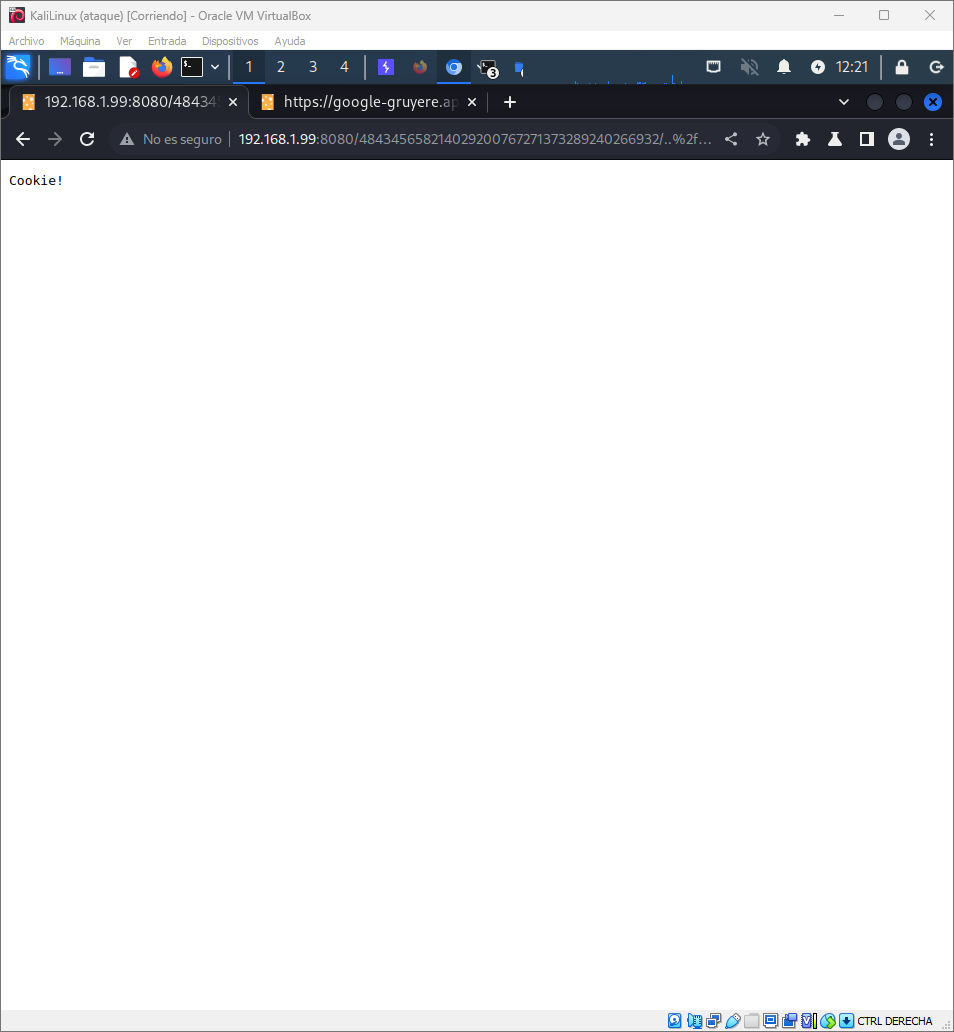 KaliLinux (ataque) [Corriendo] - Oracle VM VirtualBox
Archivo Máquina Ver Entrada Dispositivos Ayuda
1 2 3 4 3 12:21
192.168.1.99:8080/48434 https://google-gruyere.ap
No es seguro 192.168.1.99:8080/484345658214029200767271373289240266932/..%2f...
Cookie!
CTRL DERECHA